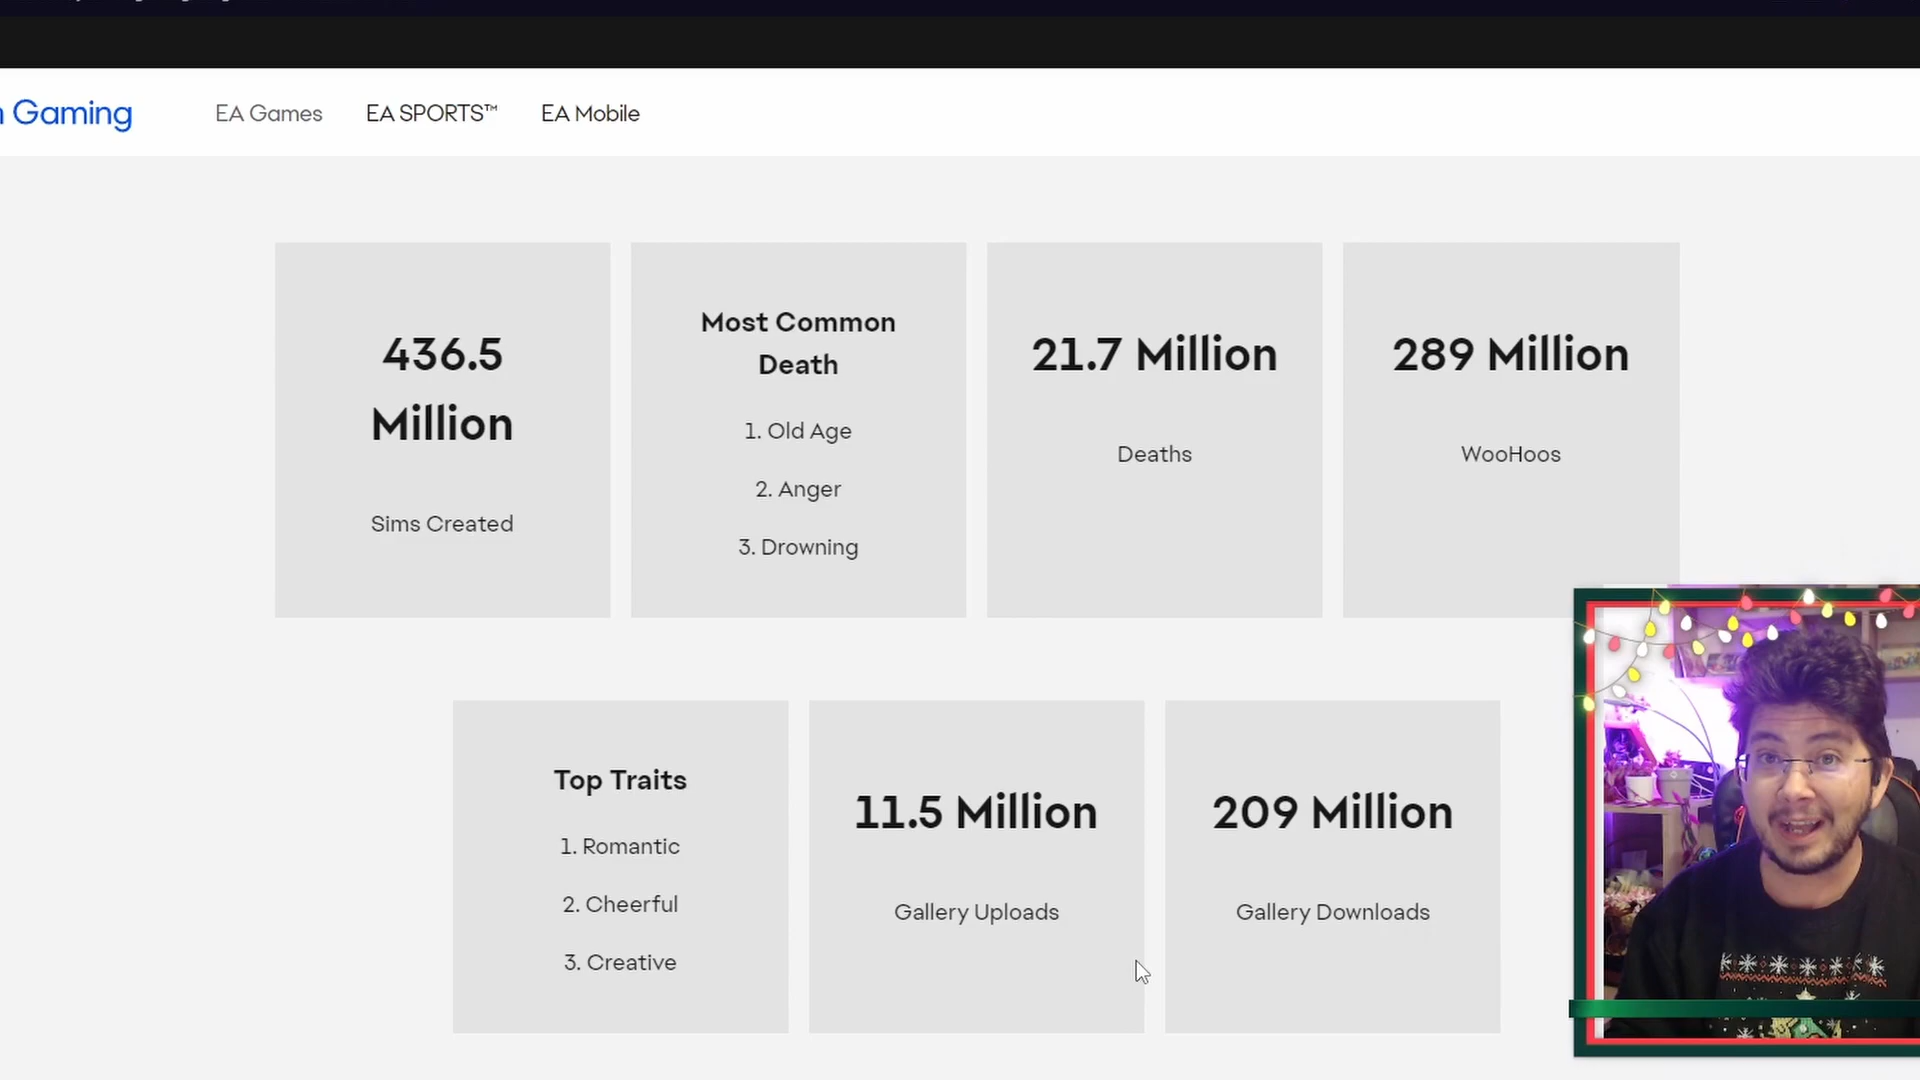 Gaming
EA Games
EA SPORTS™
EA Mobile
436.5
Million
Sims Created
Most Common
Death
1. Old Age
2. Anger
3. Drowning
21.7 Million
Deaths
289 Million
WooHoos
Top Traits
1. Romantic
2. Cheerful
3. Creative
11.5 Million
Gallery Uploads
209 Million
Gallery Downloads